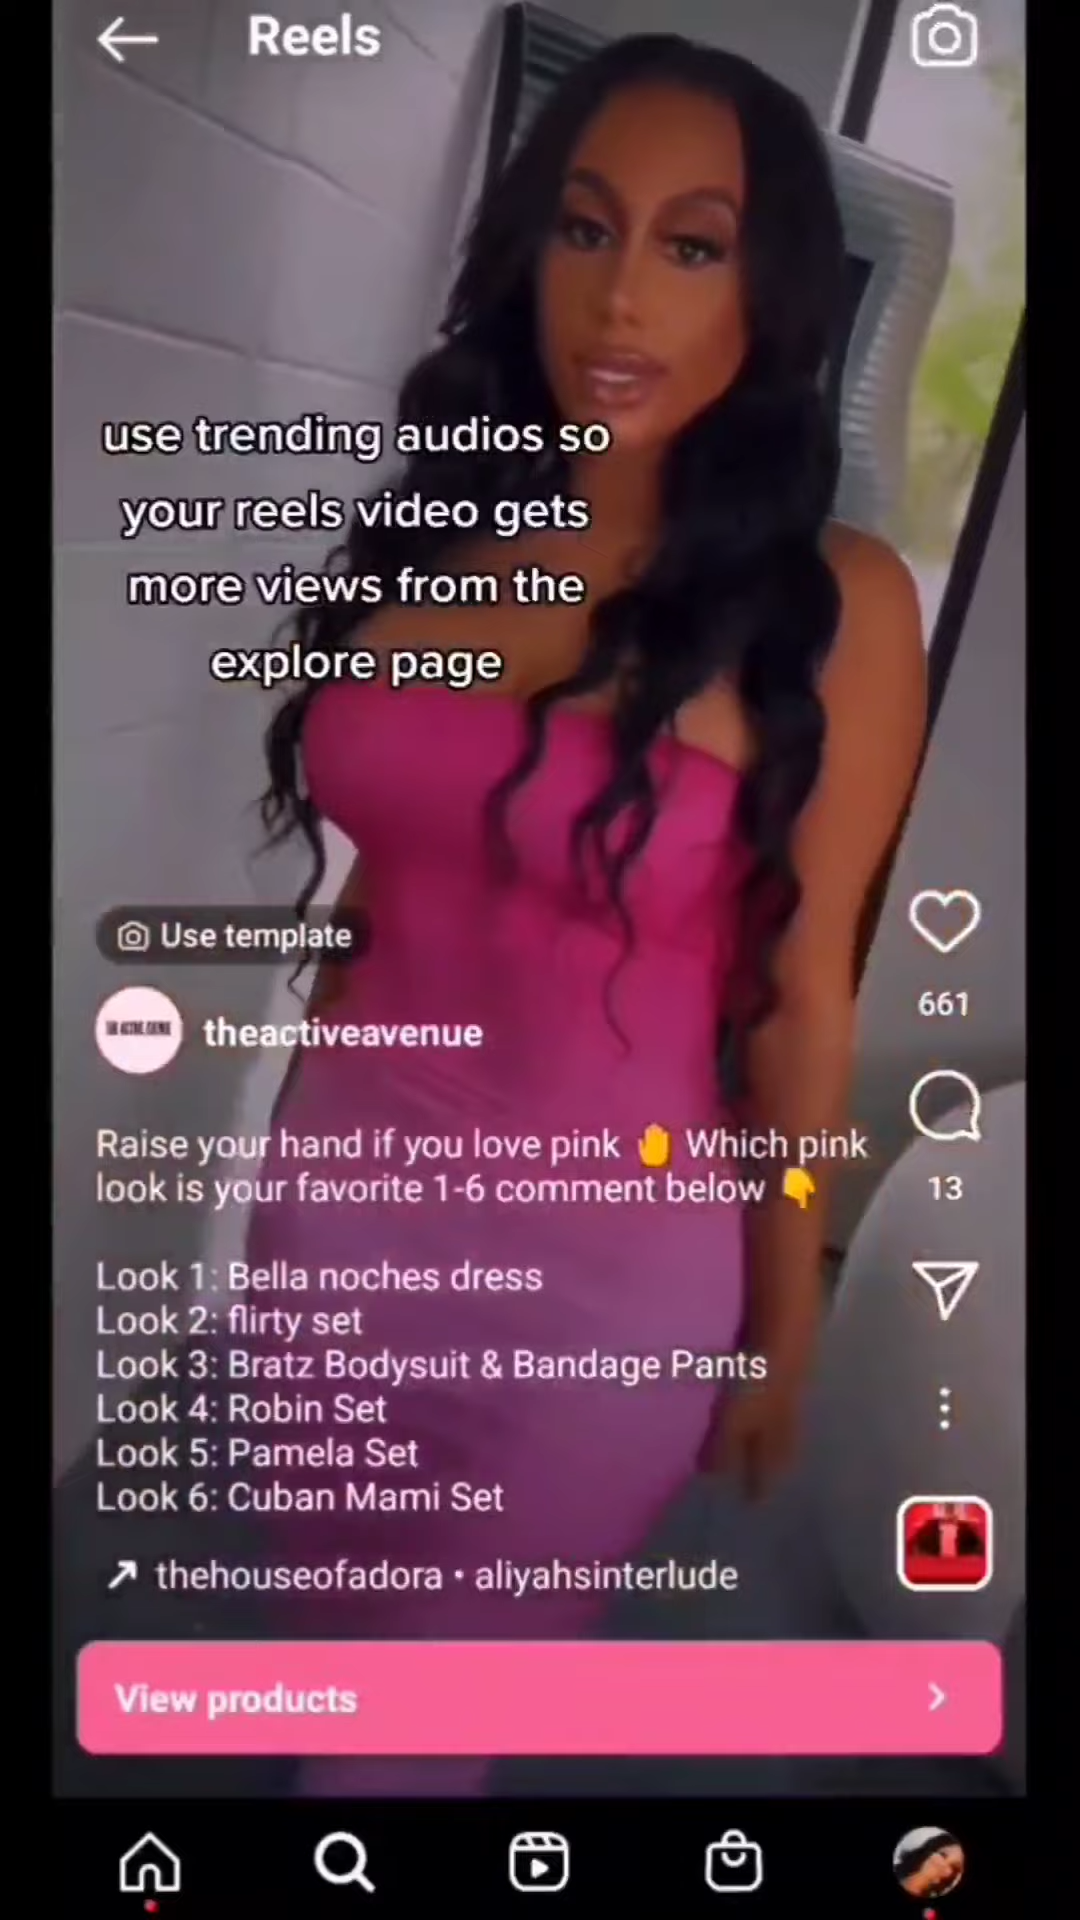 Reels
use trending audios so
your reels video gets
more views from the
explore page
Use template
theactiveavenue
Raise your hand if you love pink 🤚 Which pink
look is your favorite 1-6 comment below 👇
Look 1: Bella noches dress
Look 2: flirty set
Look 3: Bratz Bodysuit & Bandage Pants
Look 4: Robin Set
Look 5: Pamela Set
Look 6: Cuban Mami Set
thehouseofadora • aliyahsinterlude
661
13
View products